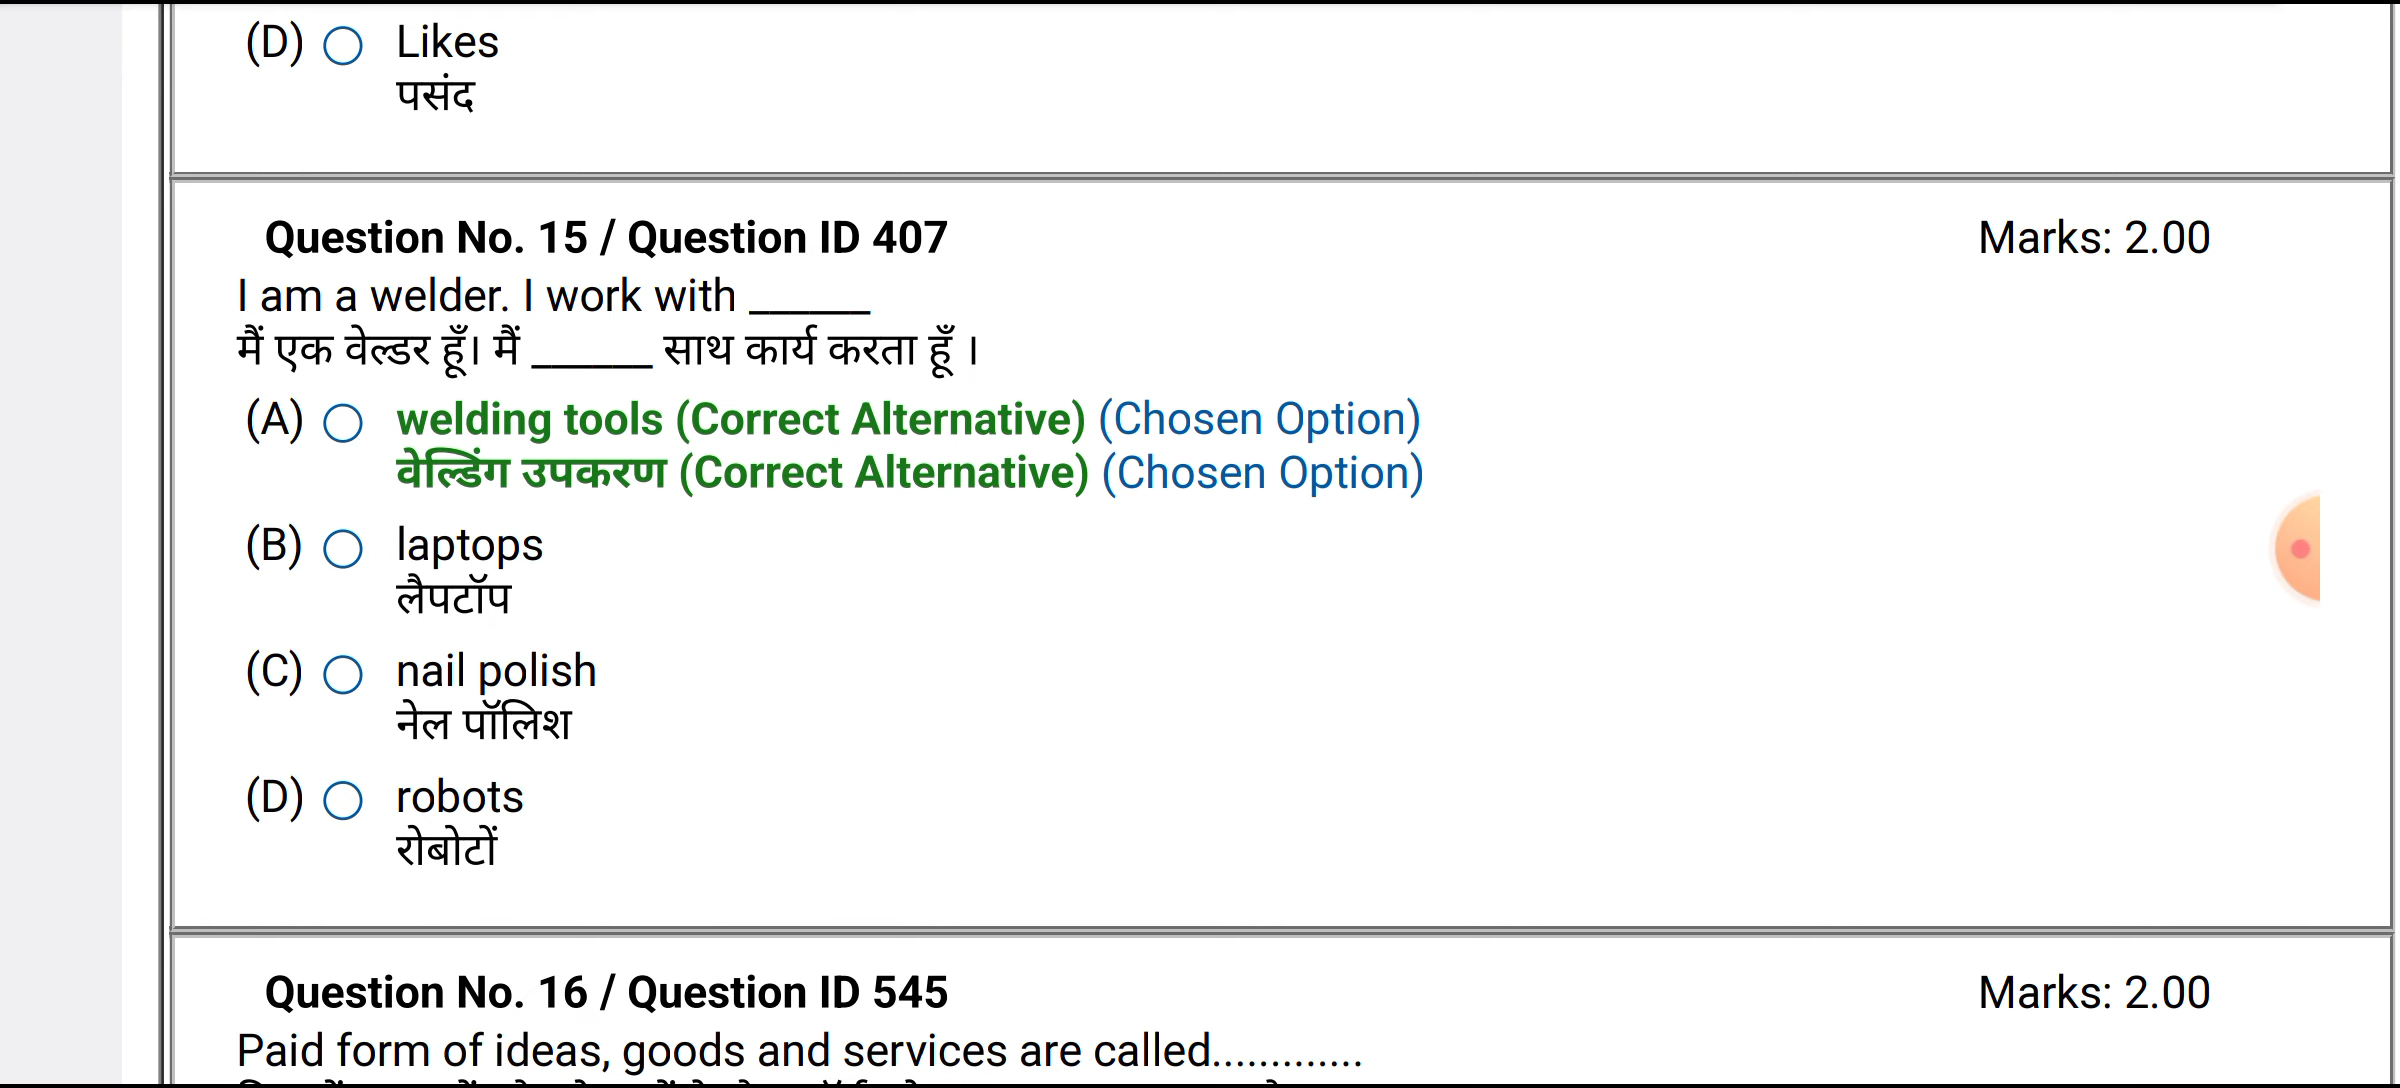 (D) Likes
पसंद
Question No. 15 / Question ID 407 Marks: 2.00
I am a welder. I work with ______
मैं एक वेल्डर हूँ। मैं ______ साथ कार्य करता हूँ ।
(A) welding tools (Correct Alternative) (Chosen Option)
वेल्डिंग उपकरण (Correct Alternative) (Chosen Option)
(B) laptops
लैपटॉप
(C) nail polish
नेल पॉलिश
(D) robots
रोबोटों
Question No. 16 / Question ID 545 Marks: 2.00
Paid form of ideas, goods and services are called.............